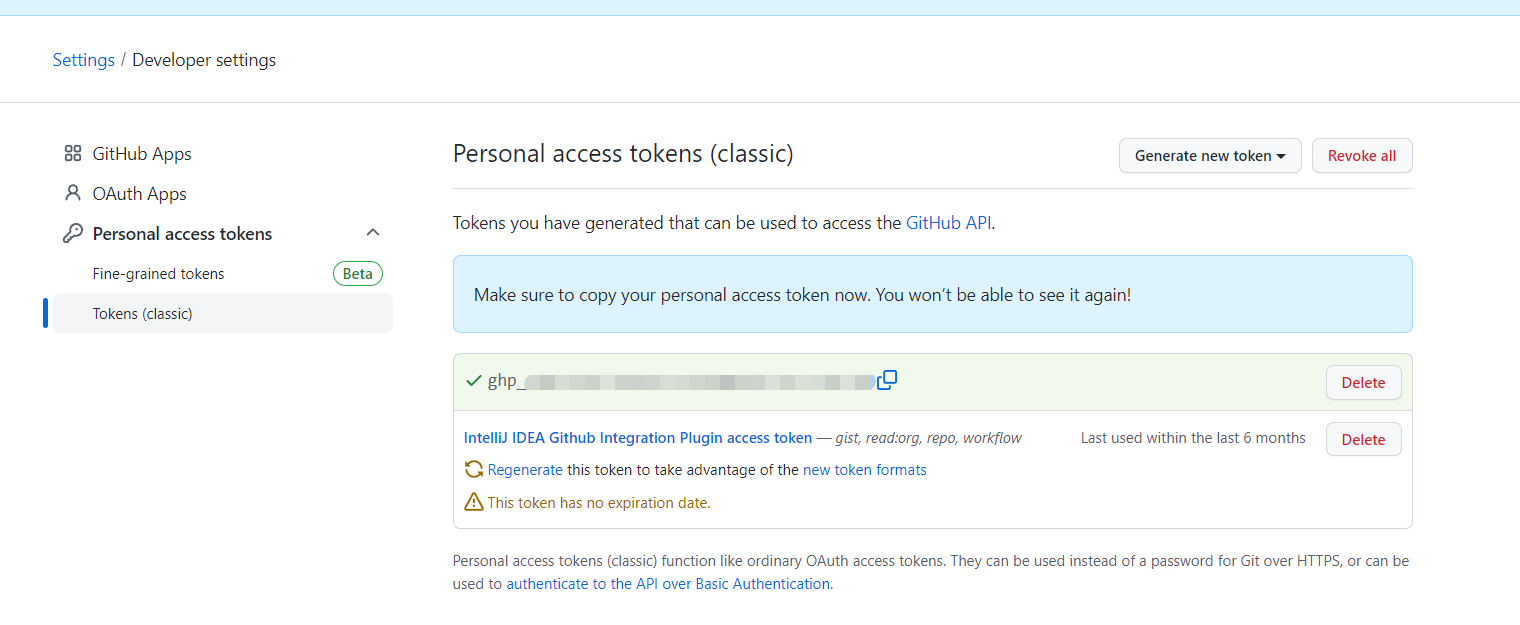 Settings / Developer settings
GitHub Apps
OAuth Apps
Personal access tokens
Fine-grained tokens Beta
Tokens (classic)
Personal access tokens (classic)
Generate new token
Revoke all
Tokens you have generated that can be used to access the GitHub API.
Make sure to copy your personal access token now. You won’t be able to see it again!
ghp_
Delete
IntelliJ IDEA Github Integration Plugin access token — gist, read:org, repo, workflow
Last used within the last 6 months
Delete
Regenerate this token to take advantage of the new token formats
This token has no expiration date.
Personal access tokens (classic) function like ordinary OAuth access tokens. They can be used instead of a password for Git over HTTPS, or can be
used to authenticate to the API over Basic Authentication.